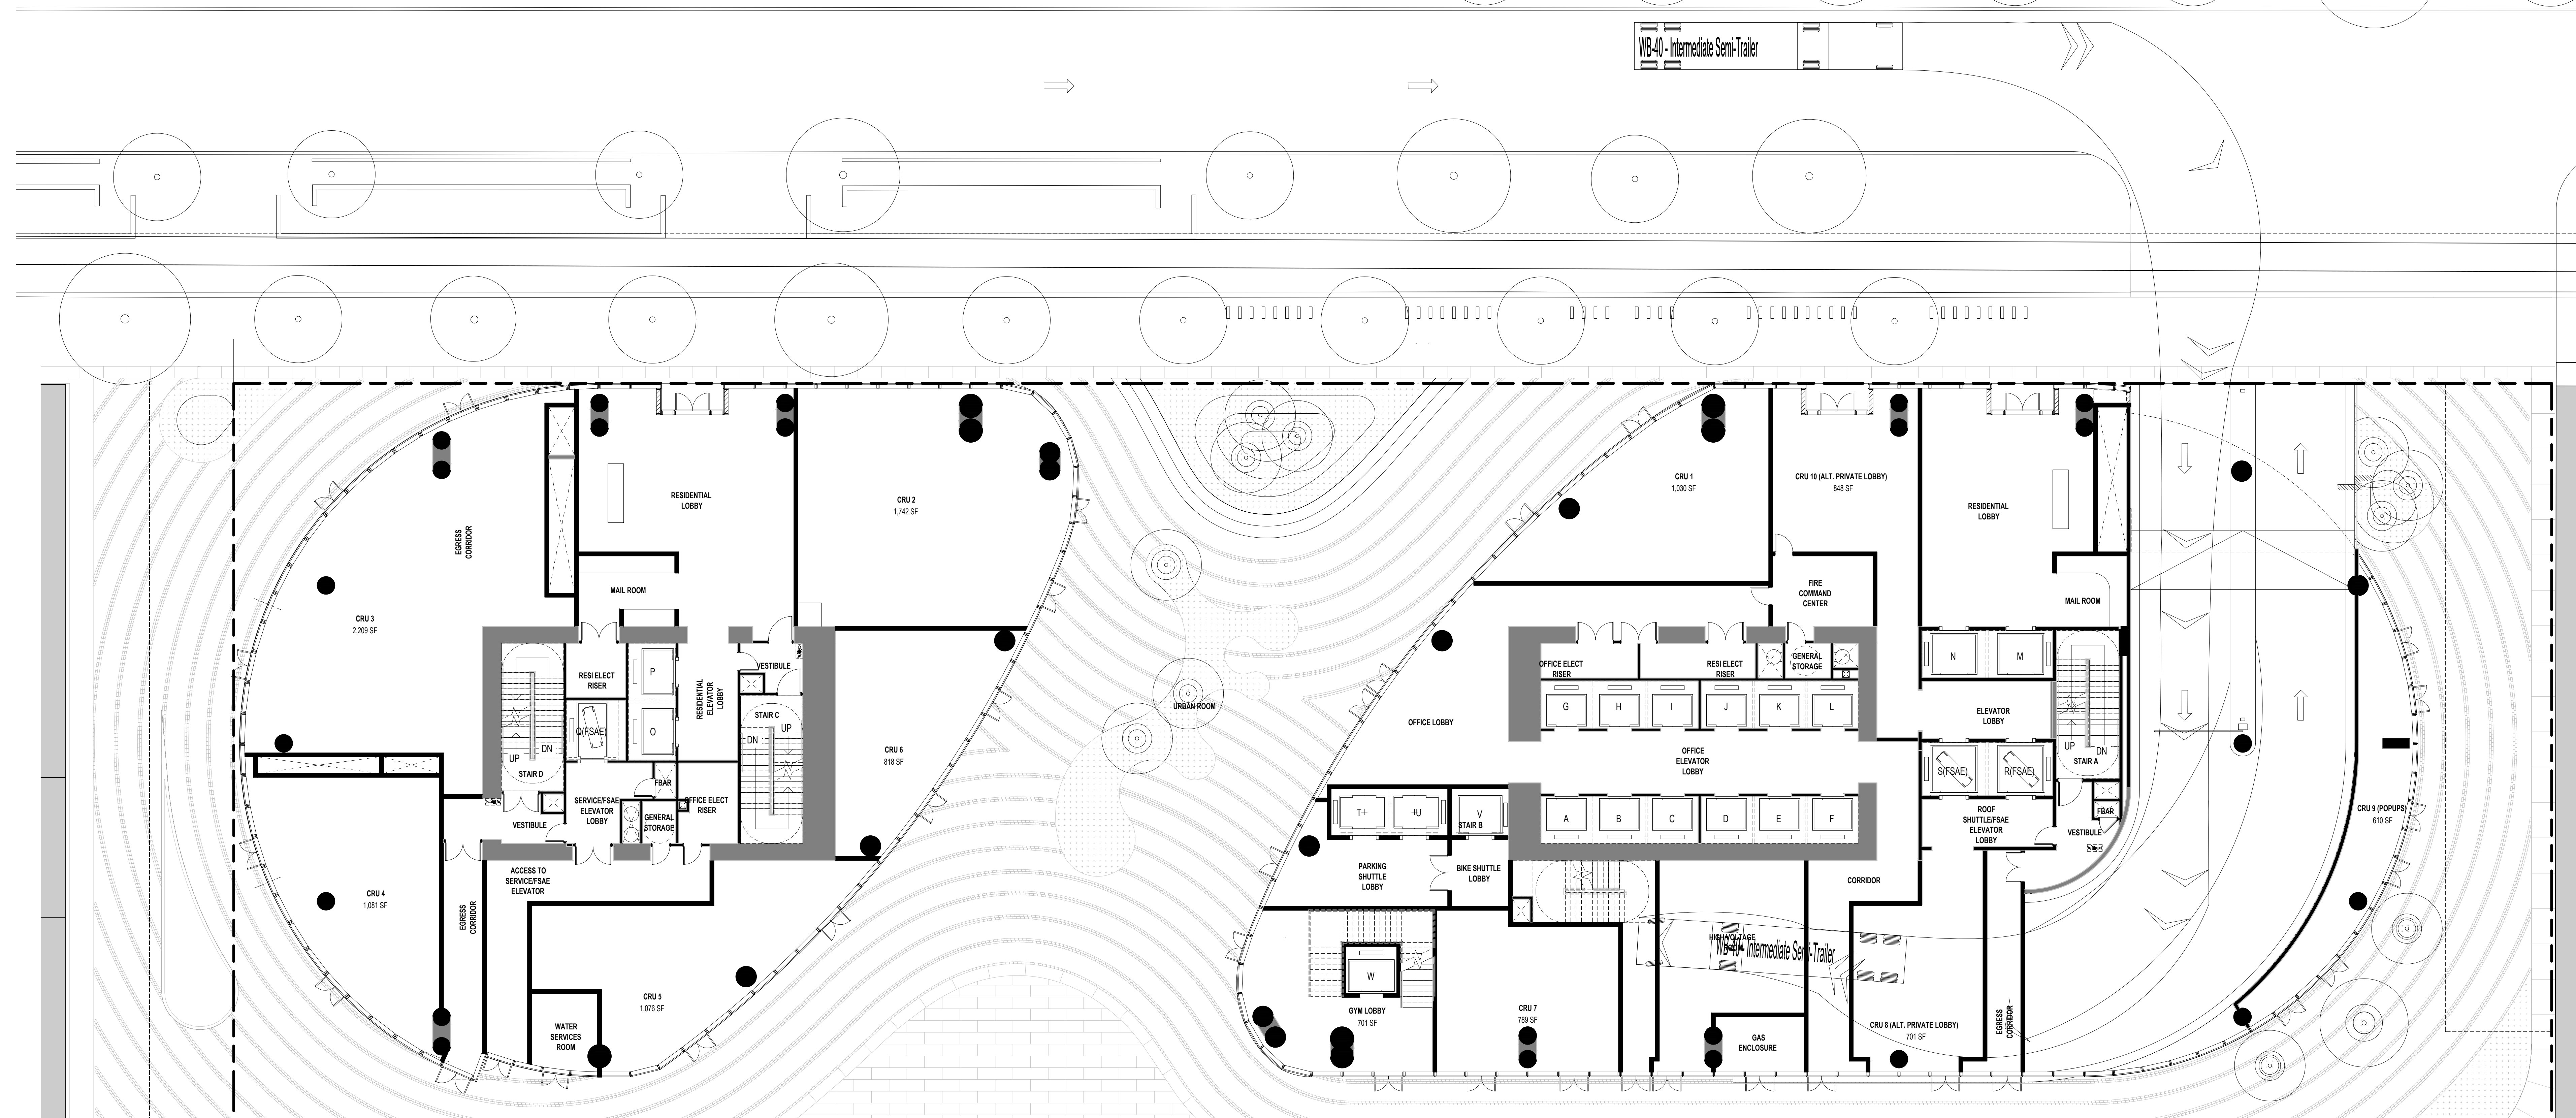 WB-40 - Intermediate Semi-Trailer
RESIDENTIAL
LOBBY
CRU 2
1,742 SF
EGRESS
CORRIDOR
MAIL ROOM
CRU 3
2,209 SF
VESTIBULE
RESI ELECT
RISER
P
RESIDENTIAL
ELEVATOR
LOBBY
STAIR C
UP
DN
Q(FSAE)
O
DN
UP
STAIR D
CRU 6
818 SF
FBAR
SERVICE/FSAE
ELEVATOR
LOBBY
OFFICE ELECT
RISER
GENERAL
STORAGE
VESTIBULE
ACCESS TO
SERVICE/FSAE
ELEVATOR
CRU 4
1,081 SF
EGRESS
CORRIDOR
CRU 5
1,076 SF
WATER
SERVICES
ROOM
URBAN ROOM
CRU 1
1,030 SF
CRU 10 (ALT. PRIVATE LOBBY)
848 SF
RESIDENTIAL
LOBBY
FIRE
COMMAND
CENTER
MAIL ROOM
OFFICE ELECT
RISER
RESI ELECT
RISER
GENERAL
STORAGE
N
M
G
H
I
J
K
L
OFFICE LOBBY
ELEVATOR
LOBBY
OFFICE
ELEVATOR
LOBBY
UP
DN
STAIR A
S(FSAE)
R(FSAE)
T
U
V
STAIR B
A
B
C
D
E
F
ROOF
SHUTTLE/FSAE
ELEVATOR
LOBBY
FBAR
VESTIBULE
CRU 9 (POPUPS)
610 SF
PARKING
SHUTTLE
LOBBY
BIKE SHUTTLE
LOBBY
CORRIDOR
HIGH VOLTAGE
ROOM
WB-40 - Intermediate Semi-Trailer
W
GYM LOBBY
701 SF
CRU 7
789 SF
GAS
ENCLOSURE
CRU 8 (ALT. PRIVATE LOBBY)
701 SF
EGRESS
CORRIDOR